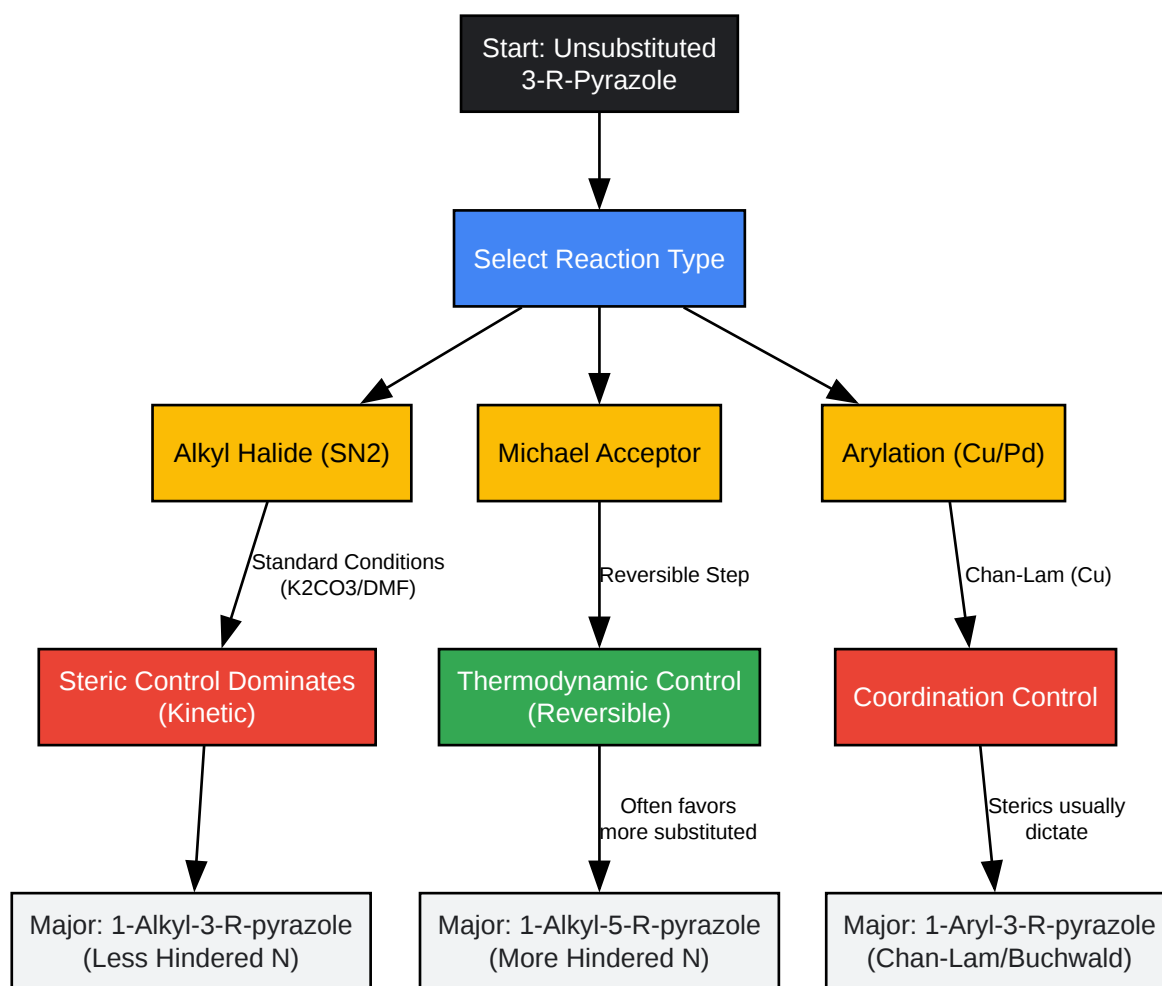 Start: Unsubstituted
3-R-Pyrazole
Select Reaction Type
Alkyl Halide (SN2)
Michael Acceptor
Arylation (Cu/Pd)
Standard Conditions
(K2CO3/DMF)
Reversible Step
Chan-Lam (Cu)
Steric Control Dominates
(Kinetic)
Thermodynamic Control
(Reversible)
Coordination Control
Often favors
more substituted
Sterics usually
dictate
Major: 1-Alkyl-3-R-pyrazole
(Less Hindered N)
Major: 1-Alkyl-5-R-pyrazole
(More Hindered N)
Major: 1-Aryl-3-R-pyrazole
(Chan-Lam/Buchwald)